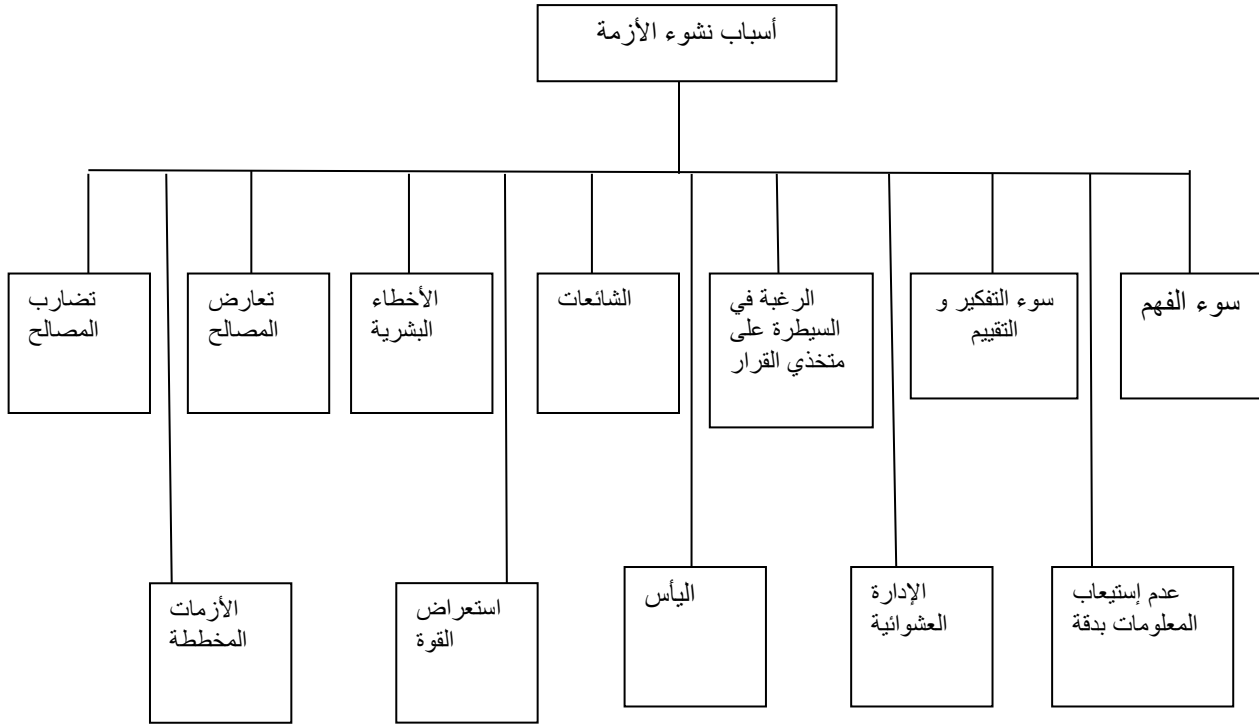 أسباب نشوء الأزمة
سوء الفهم
سوء التفكير و
التقييم
الرغبة في
السيطرة على
متخذي القرار
الشائعات
الأخطاء
البشرية
تعارض
المصالح
تضارب
المصالح
عدم إستيعاب
المعلومات بدقة
الإدارة
العشوائية
اليأس
استعراض
القوة
الأزمات
المخططة